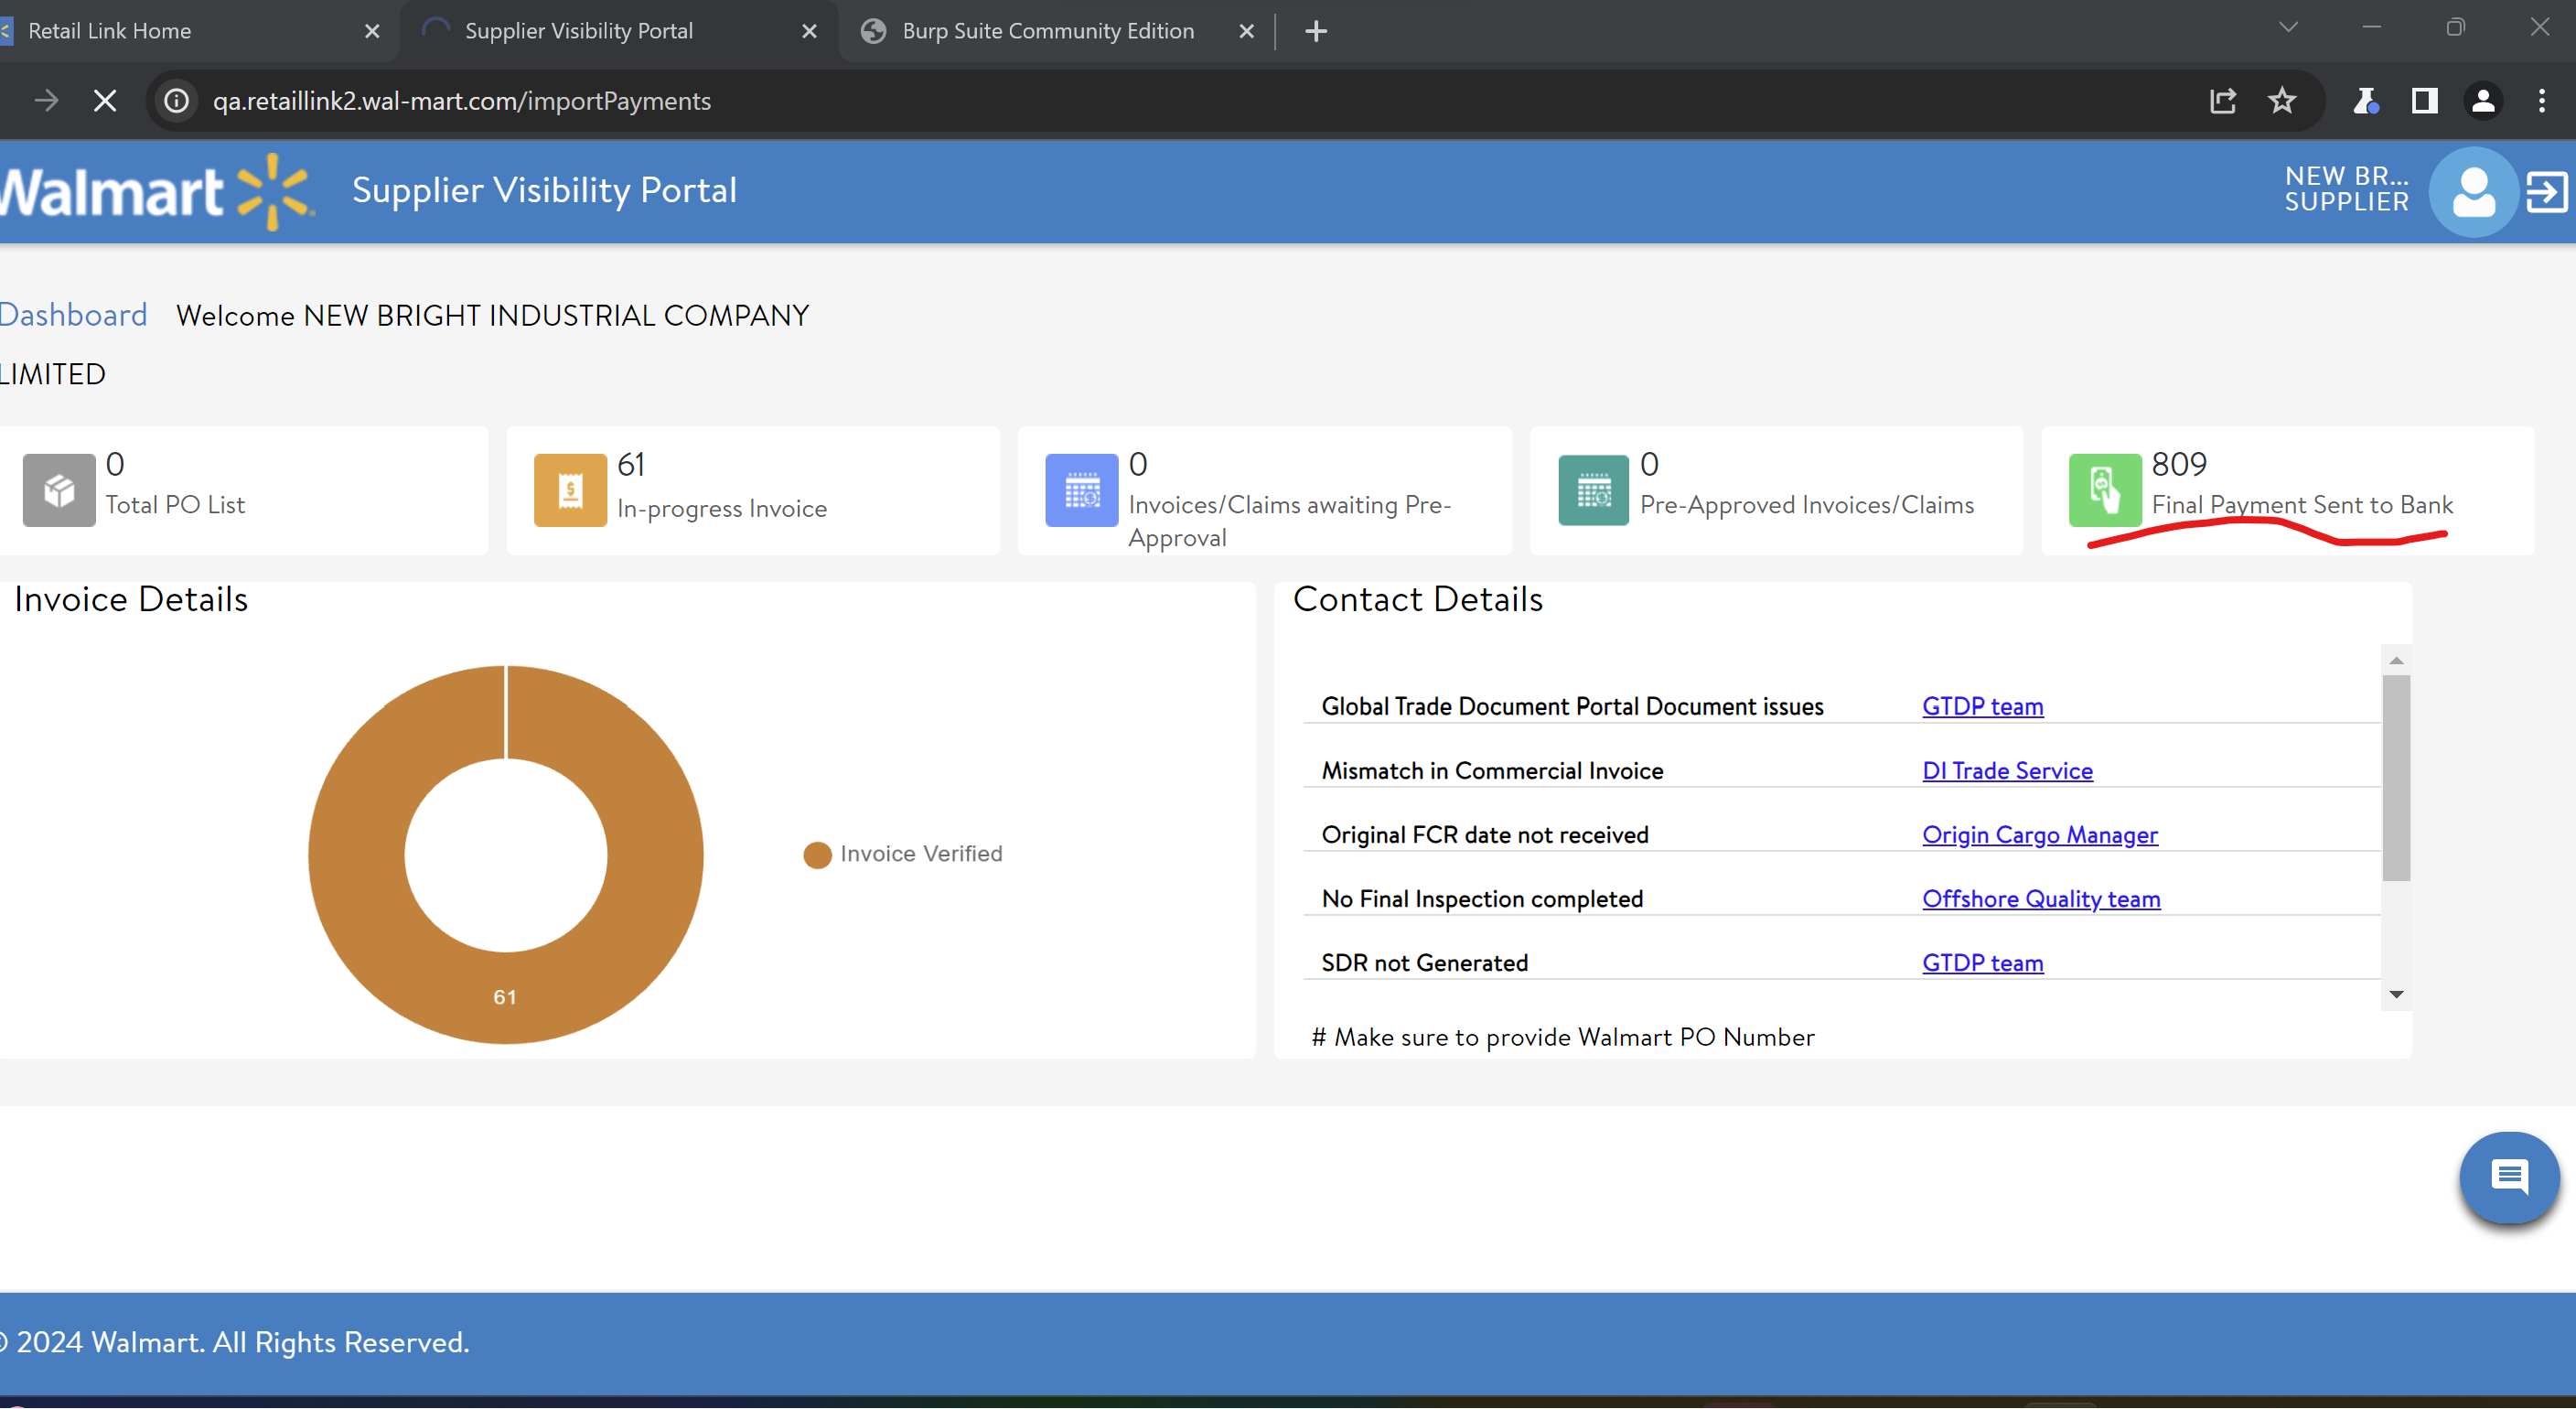 Retail Link Home
Supplier Visibility Portal
Burp Suite Community Edition
qa.retaillink2.wal-mart.com/importPayments
Walmart
Supplier Visibility Portal
NEW BR...
SUPPLIER
Dashboard Welcome NEW BRIGHT INDUSTRIAL COMPANY
LIMITED
0
Total PO List
61
In-progress Invoice
0
Invoices/Claims awaiting Pre-
Approval
0
Pre-Approved Invoices/Claims
809
Final Payment Sent to Bank
Invoice Details
61
Invoice Verified
Contact Details
Global Trade Document Portal Document issues GTDP team
Mismatch in Commercial Invoice DI Trade Service
Original FCR date not received Origin Cargo Manager
No Final Inspection completed Offshore Quality team
SDR not Generated GTDP team
# Make sure to provide Walmart PO Number
© 2024 Walmart. All Rights Reserved.